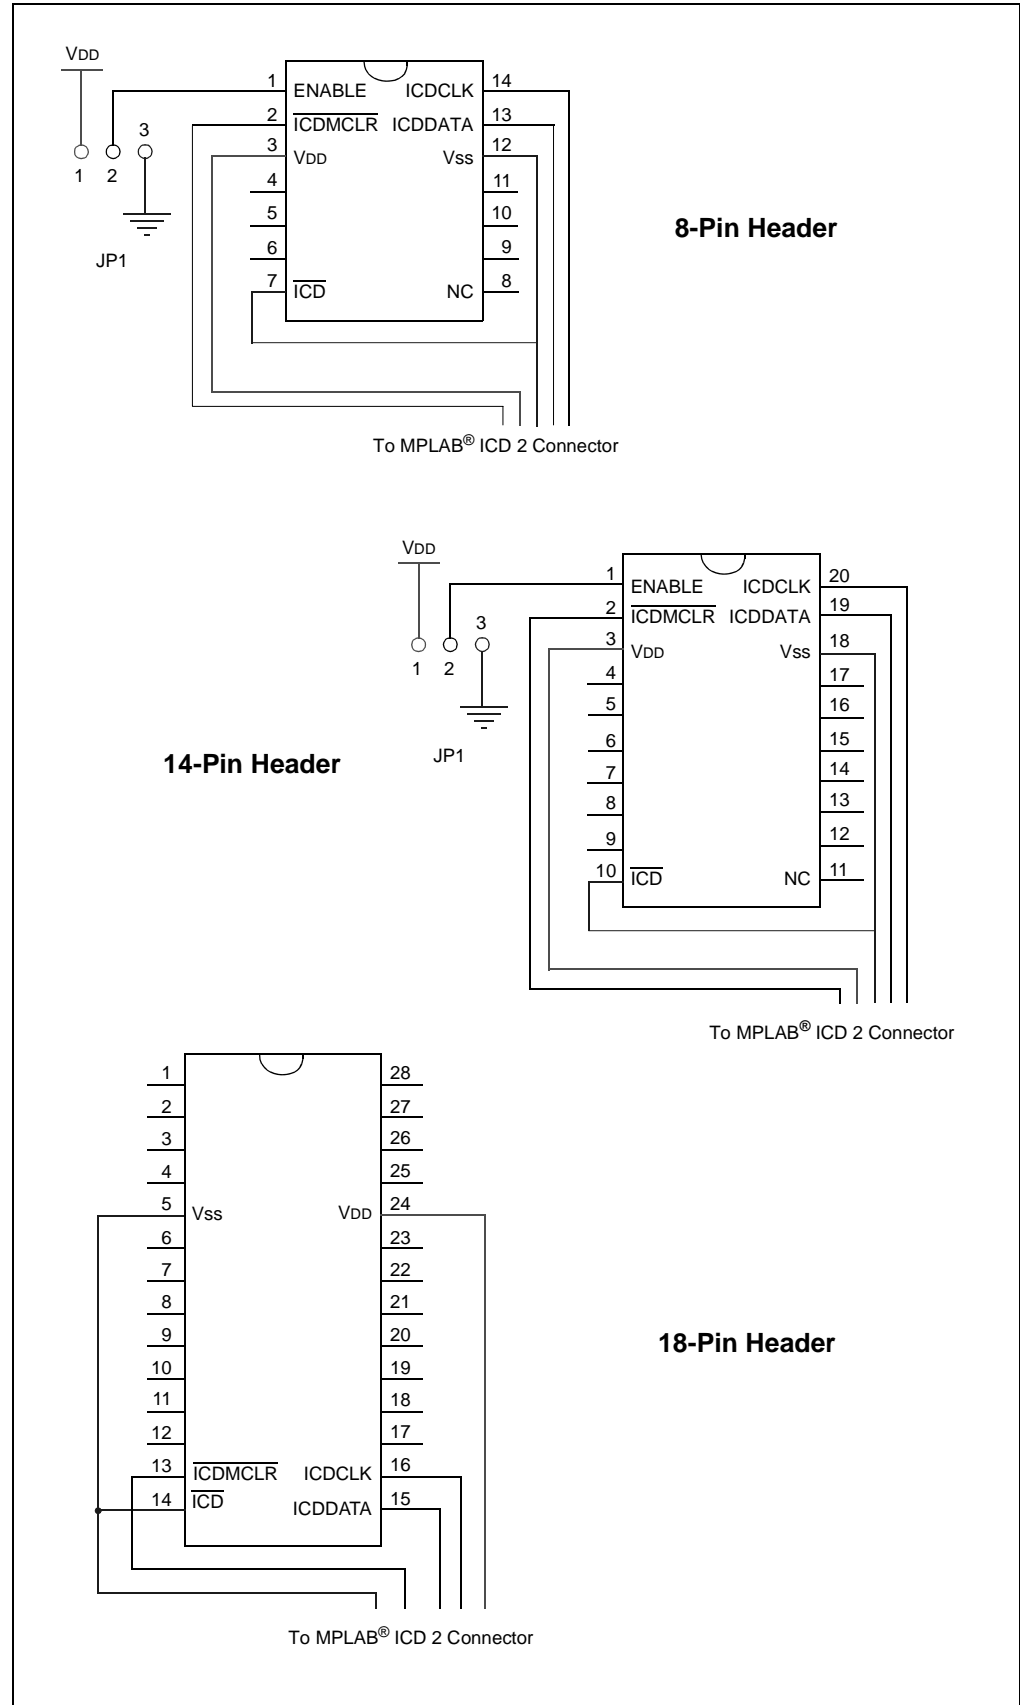 VDD
1 ENABLE ICDCLK 14
2 ICDMCLR ICDDATA 13
3 VDD Vss 12
4 11
5 10
6 9
7 ICD NC 8
3
1 2
JP1
8-Pin Header
To MPLAB® ICD 2 Connector
VDD
1 ENABLE ICDCLK 20
2 ICDMCLR ICDDATA 19
3 VDD Vss 18
4 17
5 16
6 15
7 14
8 13
9 12
10 ICD NC 11
3
1 2
JP1
14-Pin Header
To MPLAB® ICD 2 Connector
1 28
2 27
3 26
4 25
5 Vss VDD 24
6 23
7 22
8 21
9 20
10 19
11 18
12 17
13 ICDMCLR ICDCLK 16
14 ICD ICDDATA 15
18-Pin Header
To MPLAB® ICD 2 Connector